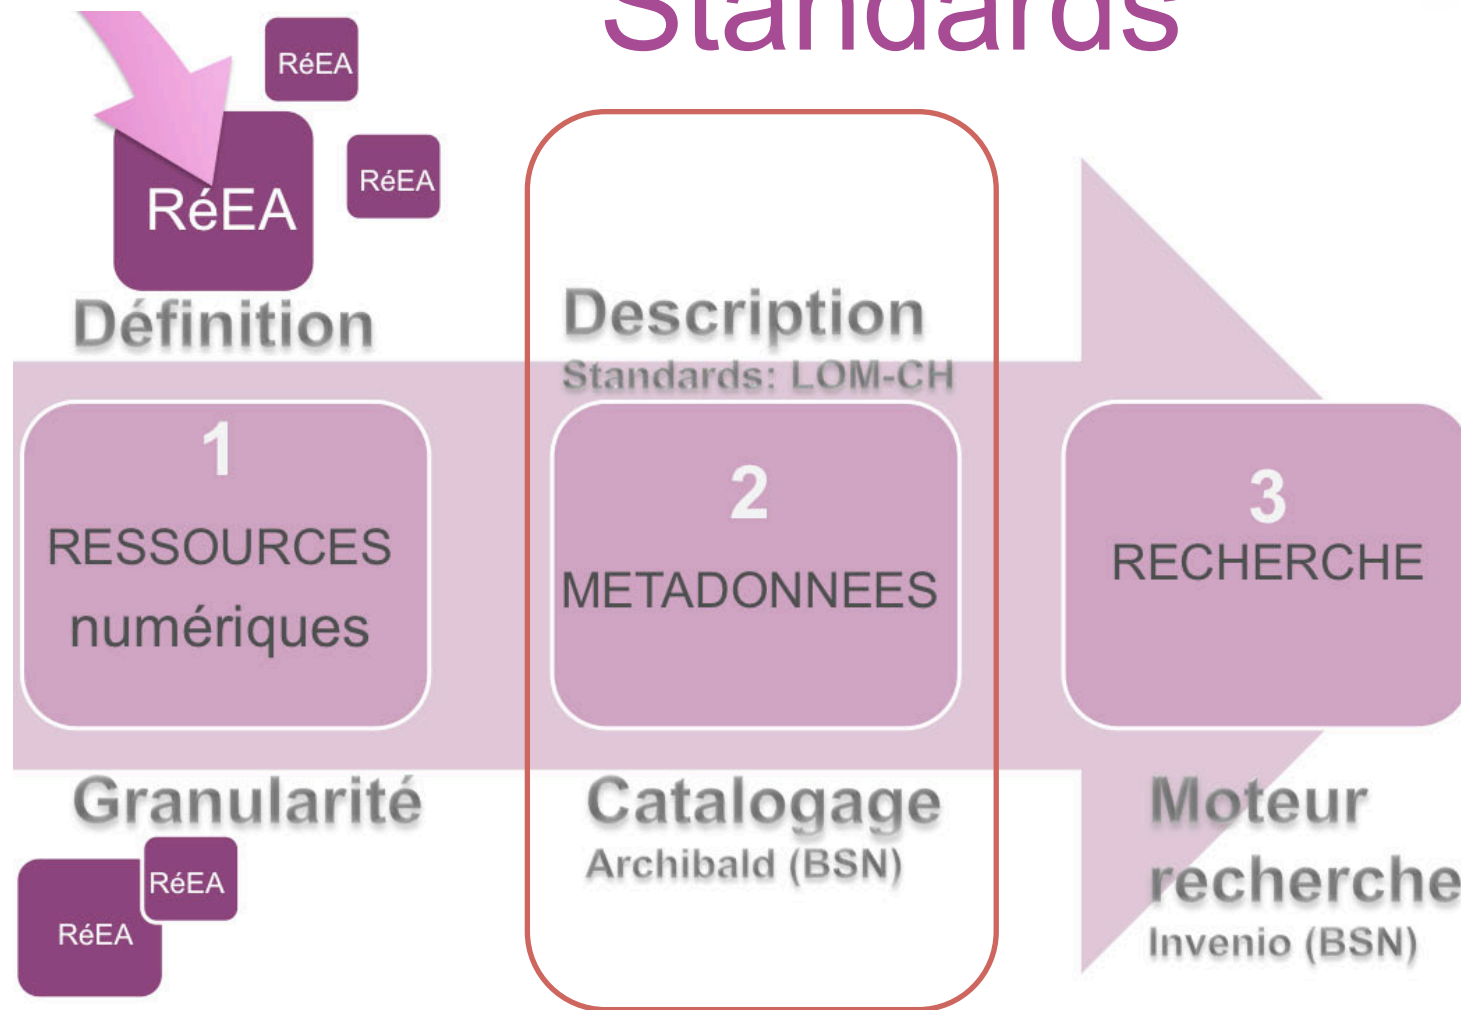 Standards
RéEA
RéEA
RéEA
Définition
Description
Standards: LOM-CH
1
RESSOURCES
numériques
2
METADONNEES
3
RECHERCHE
Granularité
RéEA
RéEA
Catalogage
Archibald (BSN)
Moteur
recherche
Invenio (BSN)